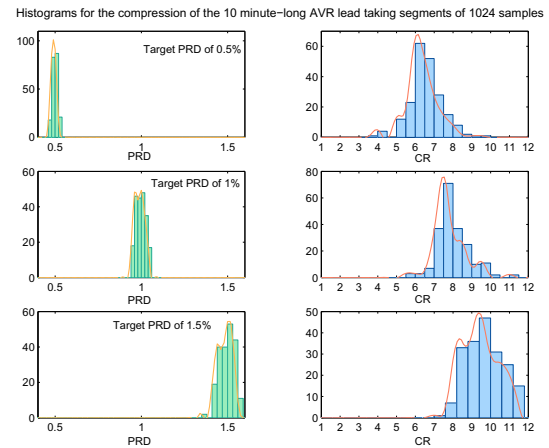 Histograms for the compression of the 10 minute−long AVR lead taking segments of 1024 samples
100
50
0
Target PRD of 0.5%
0.5 1 1.5
PRD
60
40
20
0
1 2 3 4 5 6 7 8 9 10 11 12
CR
60
40
20
0
Target PRD of 1%
0.5 1 1.5
PRD
80
60
40
20
0
1 2 3 4 5 6 7 8 9 10 11 12
CR
60
40
20
0
Target PRD of 1.5%
0.5 1 1.5
PRD
50
40
30
20
10
0
1 2 3 4 5 6 7 8 9 10 11 12
CR